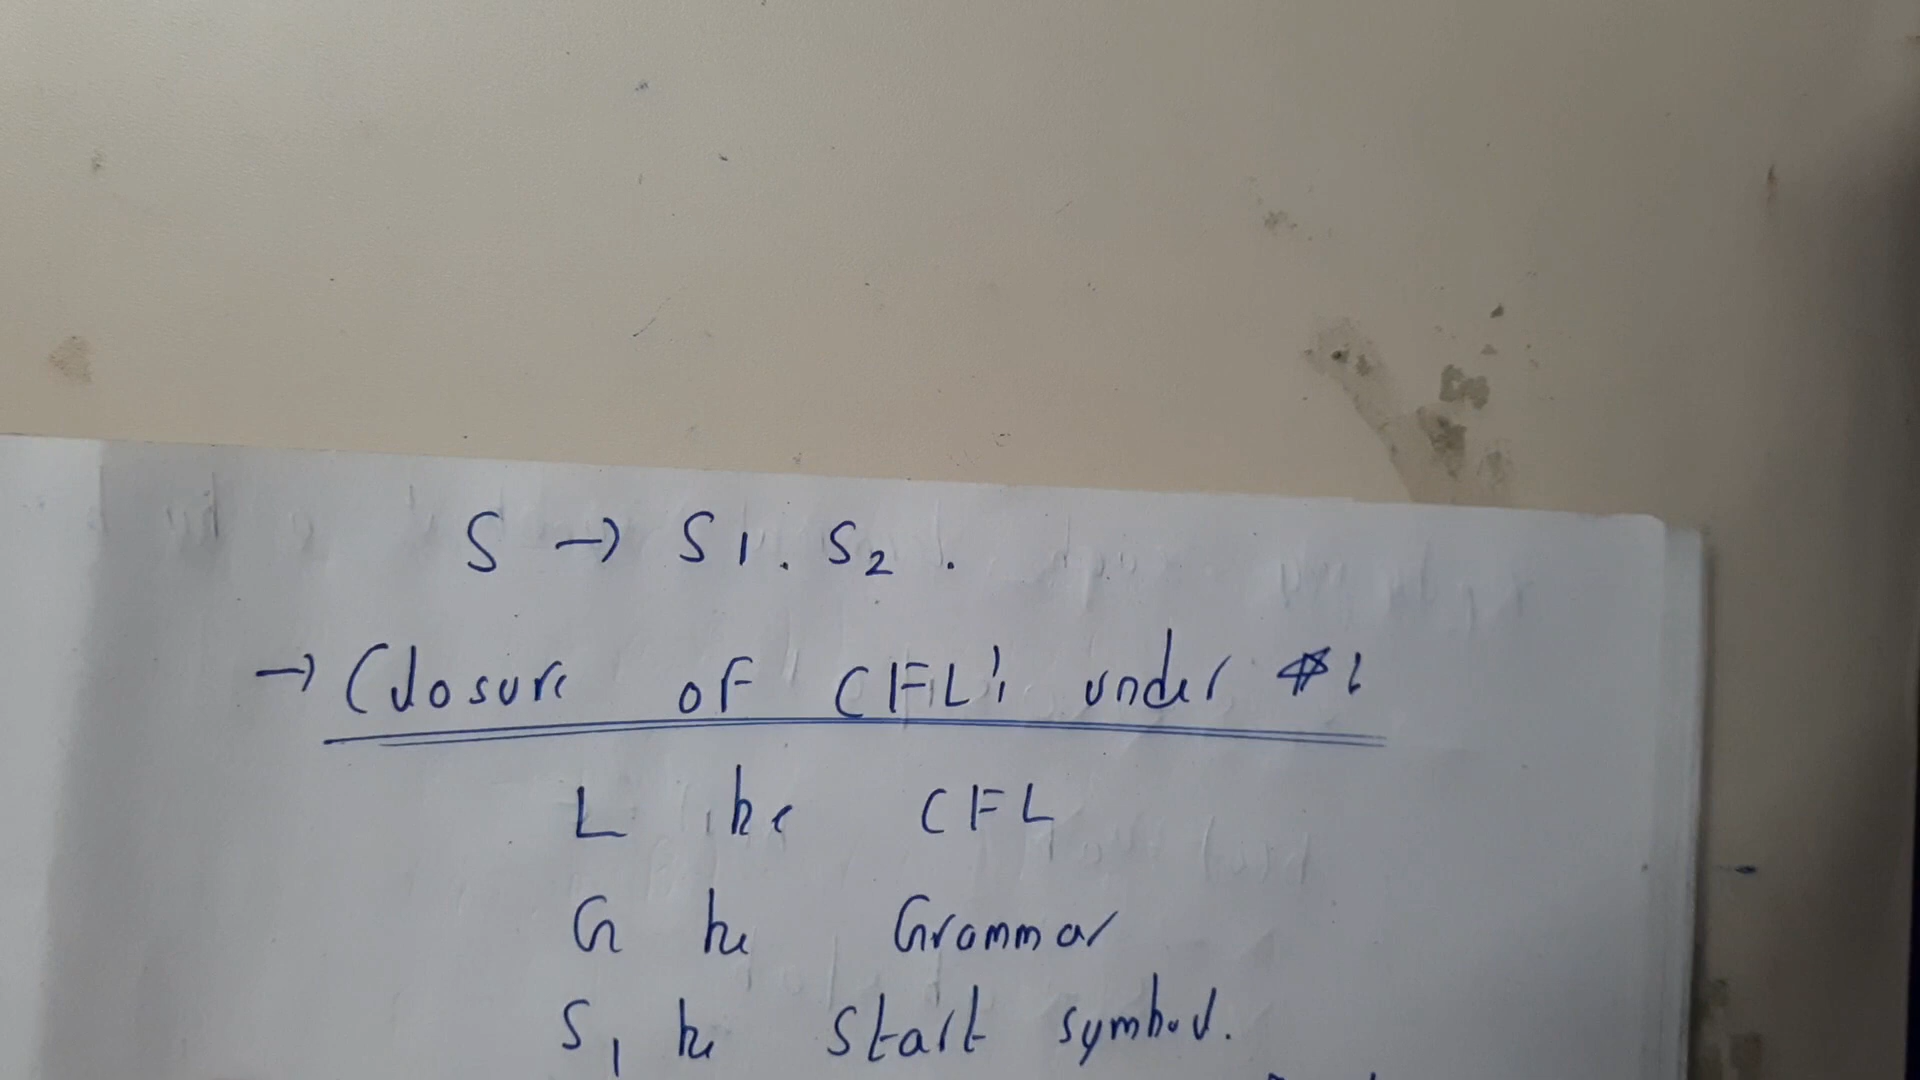 S → S1. S2 .
→ Closure of CFL's under *:
L be CFL
G be Grammar
S1 be start symbol.